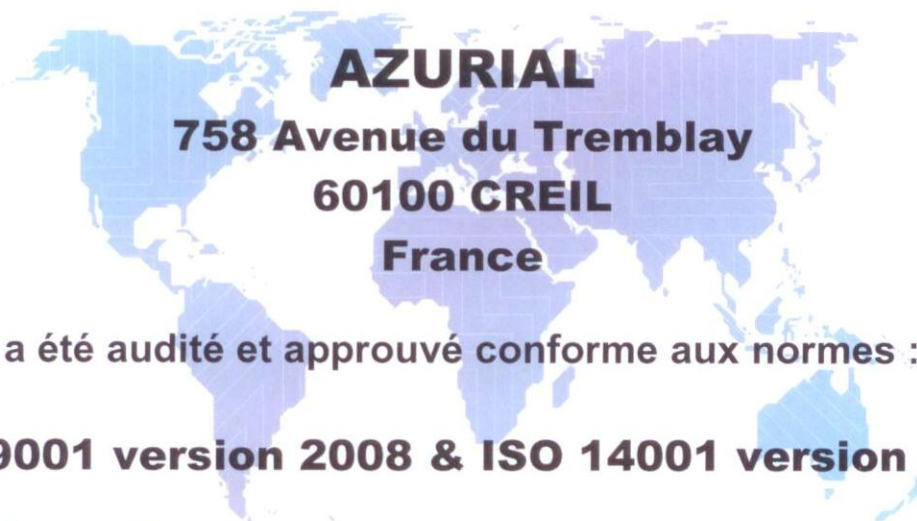 AZURIAL
758 Avenue du Tremblay
60100 CREIL
France
a été audité et approuvé conforme aux normes :
9001 version 2008 & ISO 14001 version